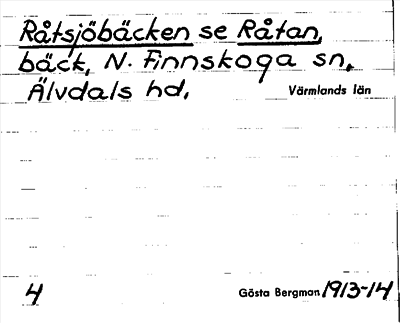 Råtsjöbäcken se Råtan,
bäck, N. Finnskoga sn.
Älvdals hd. Värmlands län
4 Gösta Bergman 1913-14